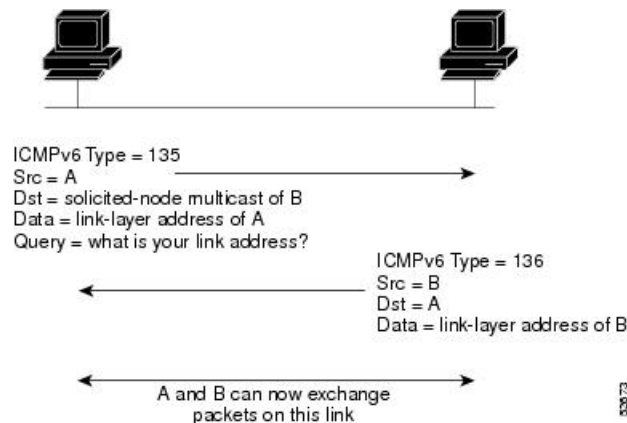 ICMPv6 Type = 135
Src = A
Dst = solicited-node multicast of B
Data = link-layer address of A
Query = what is your link address?
ICMPv6 Type = 136
Src = B
Dst = A
Data = link-layer address of B
A and B can now exchange
packets on this link